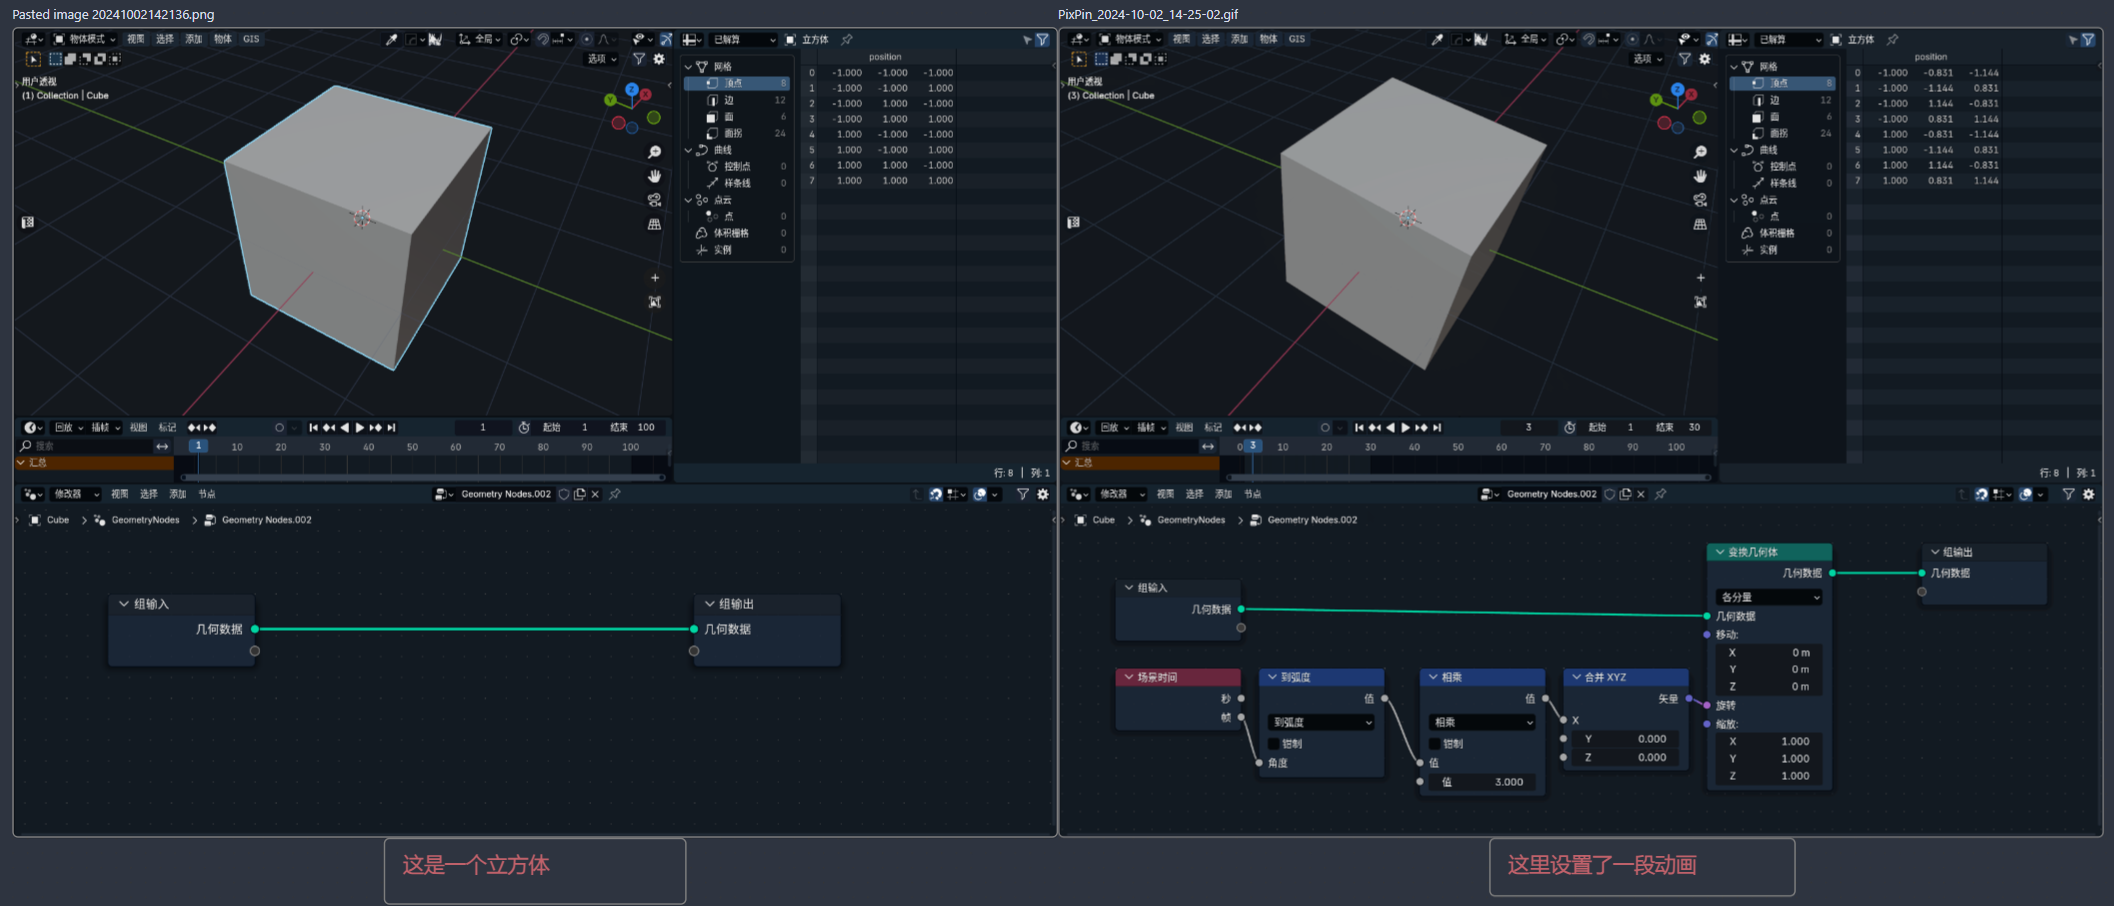 Pasted image 20241002142136.png
物体模式 视图 选择 添加 物体 GIS 全局
选项
用户透视
(1) Collection | Cube
Z
Y
X
回放 插帧 视图 标记 1 起始 1 结束 100
搜索 1 10 20 30 40 50 60 70 80 90 100
汇总
已解算 立方体
网格
顶点 8
边 12
面 6
面拐 24
曲线
控制点 0
样条线 0
点云
点 0
体积栅格 0
实例 0
position
0 -1.000 -1.000 -1.000
1 -1.000 -1.000 1.000
2 -1.000 1.000 -1.000
3 -1.000 1.000 1.000
4 1.000 -1.000 -1.000
5 1.000 -1.000 1.000
6 1.000 1.000 -1.000
7 1.000 1.000 1.000
行: 8 | 列: 1
修改器 视图 选择 添加 节点 Geometry Nodes.002
Cube > GeometryNodes > Geometry Nodes.002
组输入
几何数据
组输出
几何数据
这是一个立方体
PixPin_2024-10-02_14-25-02.gif
物体模式 视图 选择 添加 物体 GIS 全局
选项
用户透视
(3) Collection | Cube
Z
Y
X
回放 插帧 视图 标记 3 起始 1 结束 30
搜索 0 3 10 20 30 40 50 60 70 80 90 100
汇总
已解算 立方体
网格
顶点 8
边 12
面 6
面拐 24
曲线
控制点 0
样条线 0
点云
点 0
体积栅格 0
实例 0
position
0 -1.000 -0.831 -1.144
1 -1.000 -1.144 0.831
2 -1.000 1.144 -0.831
3 -1.000 0.831 1.144
4 1.000 -0.831 -1.144
5 1.000 -1.144 0.831
6 1.000 1.144 -0.831
7 1.000 0.831 1.144
行: 8 | 列: 1
修改器 视图 选择 添加 节点 Geometry Nodes.002
Cube > GeometryNodes > Geometry Nodes.002
组输入
几何数据
场景时间
秒
帧
到弧度
值
到弧度
钳制
角度
相乘
值
相乘
钳制
值
值 3.000
合并 XYZ
矢量
X
Y 0.000
Z 0.000
变换几何体
几何数据
各分量
几何数据
移动:
X 0 m
Y 0 m
Z 0 m
旋转
缩放:
X 1.000
Y 1.000
Z 1.000
组输出
几何数据
这里设置了一段动画